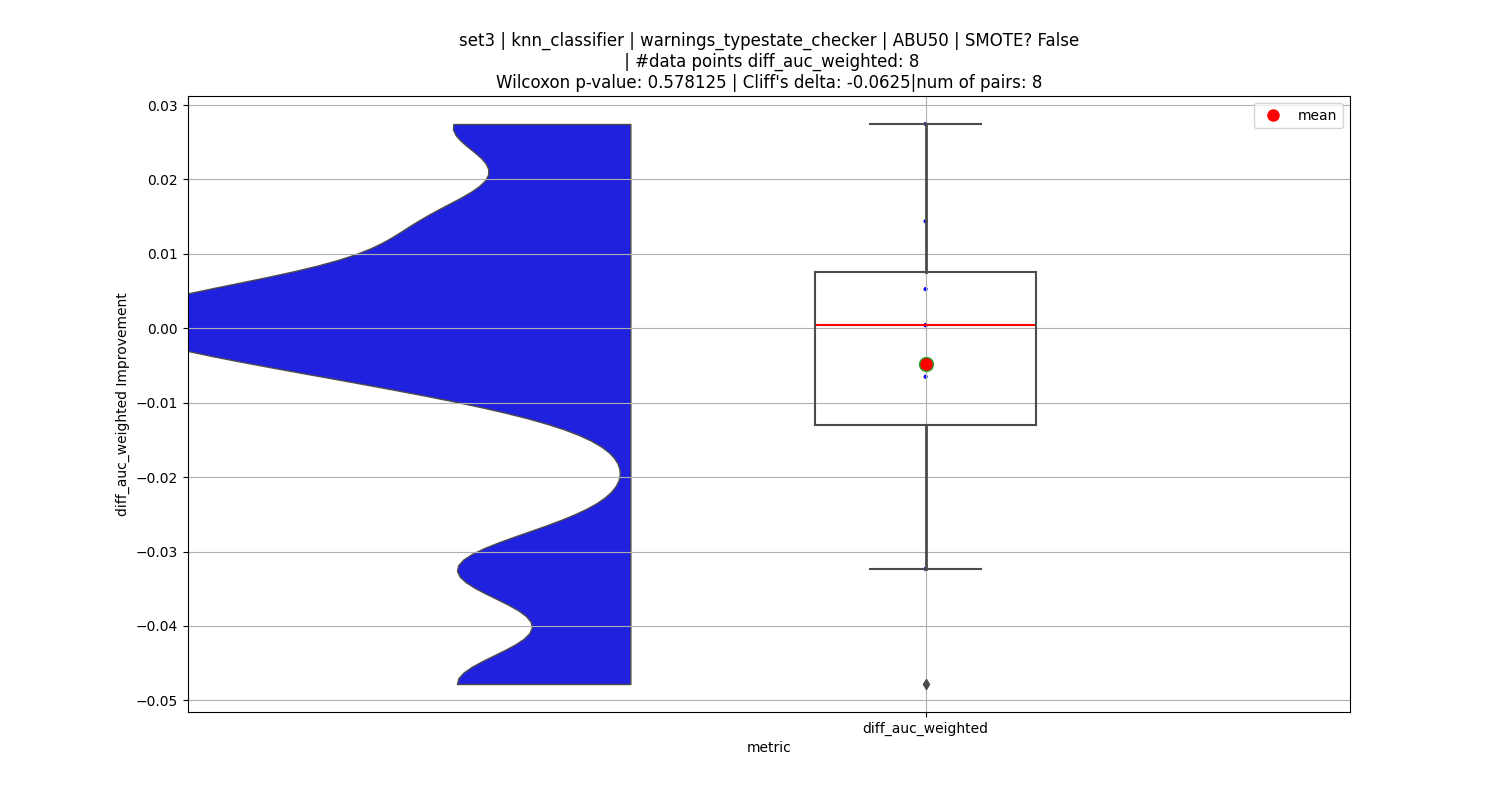 set3 | knn_classifier | warnings_typestate_checker | ABU50 | SMOTE? False
| #data points diff_auc_weighted: 8
Wilcoxon p-value: 0.578125 | Cliff's delta: -0.0625|num of pairs: 8
mean
0.03
0.02
0.01
0.00
−0.01
−0.02
−0.03
−0.04
−0.05
diff_auc_weighted Improvement
diff_auc_weighted
metric